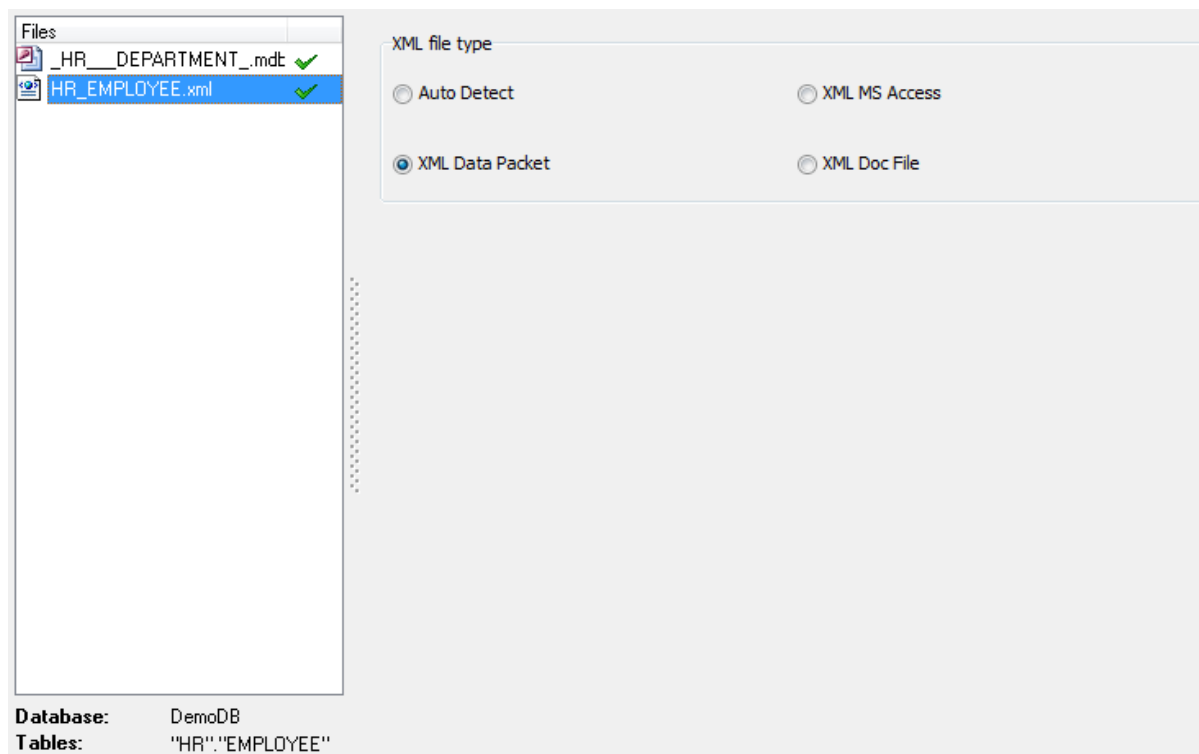 Files
_HR___DEPARTMENT_.mdb
HR_EMPLOYEE.xml
XML file type
Auto Detect
XML MS Access
XML Data Packet
XML Doc File
Database: DemoDB
Tables: "HR"."EMPLOYEE"